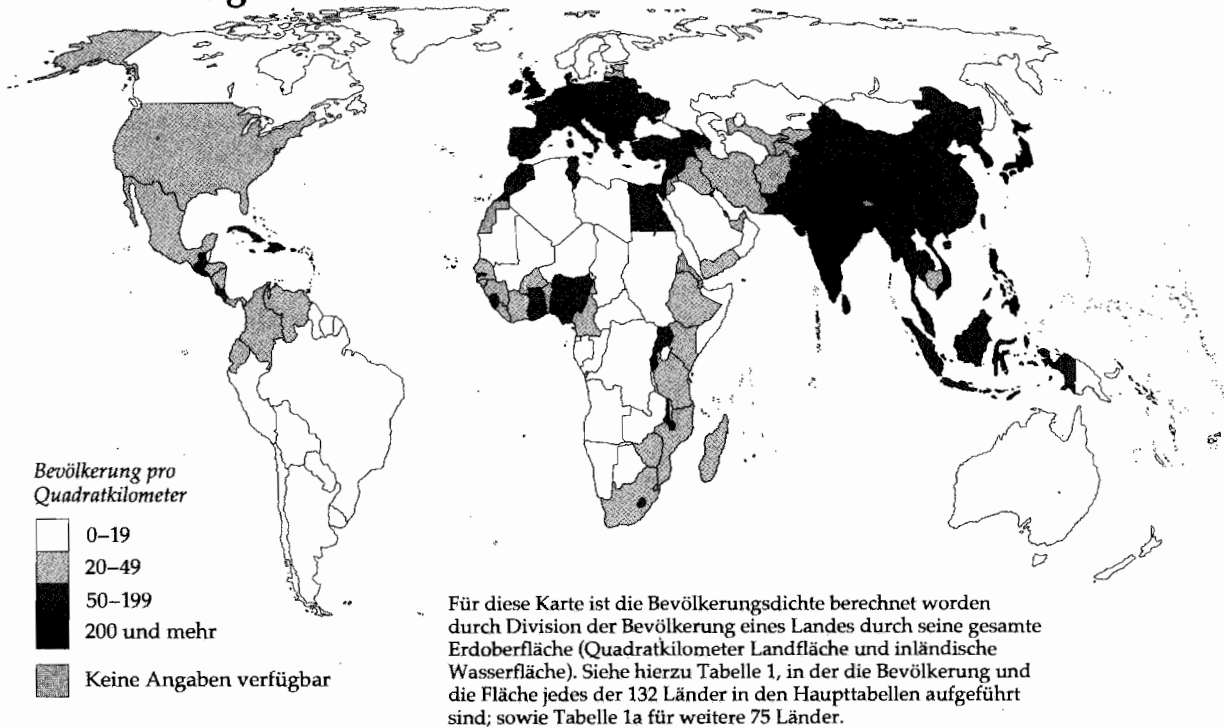 Bevölkerung pro
Quadratkilometer
0–19
20–49
50–199
200 und mehr
Keine Angaben verfügbar
Für diese Karte ist die Bevölkerungsdichte berechnet worden
durch Division der Bevölkerung eines Landes durch seine gesamte
Erdoberfläche (Quadratkilometer Landfläche und inländische
Wasserfläche). Siehe hierzu Tabelle 1, in der die Bevölkerung und
die Fläche jedes der 132 Länder in den Haupttabellen aufgeführt
sind; sowie Tabelle 1a für weitere 75 Länder.